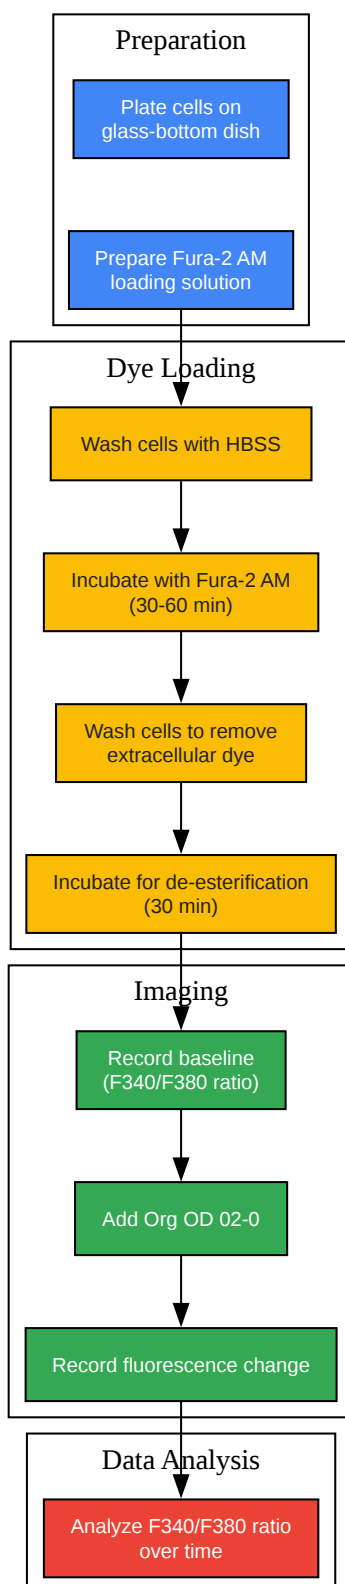 Preparation
Plate cells on
glass-bottom dish
Prepare Fura-2 AM
loading solution
Dye Loading
Wash cells with HBSS
Incubate with Fura-2 AM
(30-60 min)
Wash cells to remove
extracellular dye
Incubate for de-esterification
(30 min)
Imaging
Record baseline
(F340/F380 ratio)
Add Org OD 02-0
Record fluorescence change
Data Analysis
Analyze F340/F380 ratio
over time